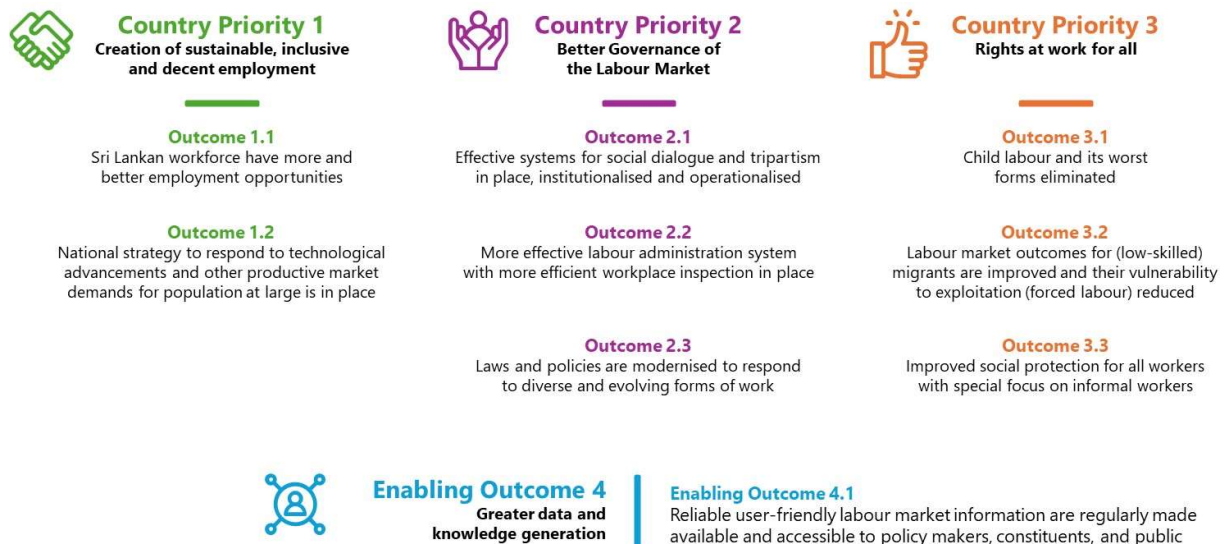 Country Priority 1
Creation of sustainable, inclusive
and decent employment
Outcome 1.1
Sri Lankan workforce have more and
better employment opportunities
Outcome 1.2
National strategy to respond to technological
advancements and other productive market
demands for population at large is in place
Country Priority 2
Better Governance of
the Labour Market
Outcome 2.1
Effective systems for social dialogue and tripartism
in place, institutionalised and operationalised
Outcome 2.2
More effective labour administration system
with more efficient workplace inspection in place
Outcome 2.3
Laws and policies are modernised to respond
to diverse and evolving forms of work
Country Priority 3
Rights at work for all
Outcome 3.1
Child labour and its worst
forms eliminated
Outcome 3.2
Labour market outcomes for (low-skilled)
migrants are improved and their vulnerability
to exploitation (forced labour) reduced
Outcome 3.3
Improved social protection for all workers
with special focus on informal workers
Enabling Outcome 4
Greater data and
knowledge generation
Enabling Outcome 4.1
Reliable user-friendly labour market information are regularly made
available and accessible to policy makers, constituents, and public